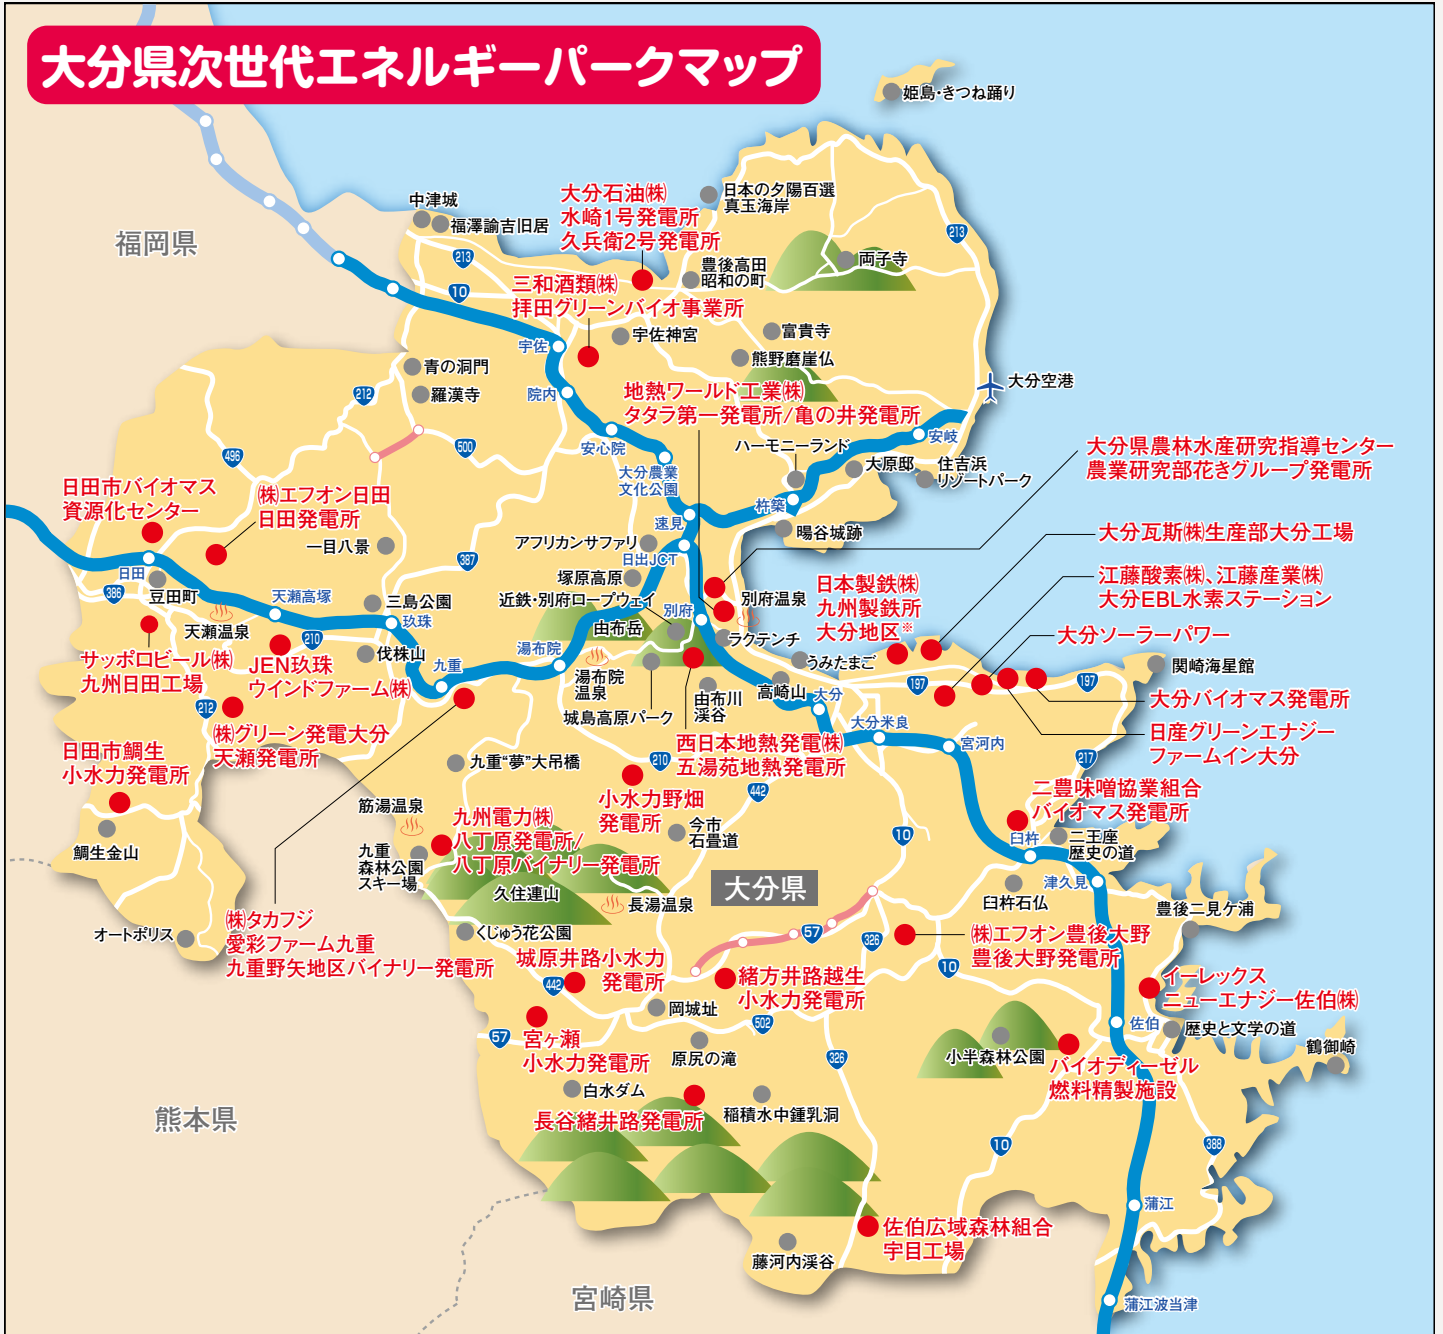 大分県次世代エネルギーパークマップ
姫島・きつね踊り
福岡県
中津城
福澤諭吉旧居
大分石油㈱
水崎1号発電所
久兵衛2号発電所
日本の夕陽百選
真玉海岸
213
213
10
豊後高田
昭和の町
両子寺
三和酒類㈱
拝田グリーンバイオ事業所
宇佐神宮
富貴寺
宇佐
熊野磨崖仏
青の洞門
212
羅漢寺
院内
地熱ワールド工業㈱
タタラ第一発電所/亀の井発電所
大分空港
496
500
安心院
ハーモニーランド
安岐
大分県農林水産研究指導センター
農業研究部花きグループ発電所
大分農業
文化公園
大原邸
住吉浜
リゾートパーク
日田市バイオマス
資源化センター
㈱エフオン日田
日田発電所
杵築
速見
暘谷城跡
大分瓦斯㈱生産部大分工場
一目八景
アフリカンサファリ
日出JCT
387
日田
386
豆田町
塚原高原
近鉄・別府ロープウェイ
日本製鉄㈱
九州製鉄所
大分地区※
江藤酸素㈱、江藤産業㈱
大分EBL水素ステーション
天瀬高塚
三島公園
玖珠
別府
別府温泉
天瀬温泉
210
由布岳
ラクテンチ
大分ソーラーパワー
サッポロビール㈱
九州日田工場
JEN玖珠
ウインドファーム㈱
伐株山
九重
湯布院
湯布院
温泉
うみたまご
関崎海星館
197
197
212
由布川
渓谷
高崎山
大分
大分バイオマス発電所
城島高原パーク
大分米良
㈱グリーン発電大分
天瀬発電所
西日本地熱発電㈱
五湯苑地熱発電所
宮河内
日産グリーンエナジー
ファームイン大分
日田市鯛生
小水力発電所
九重“夢”大吊橋
210
217
442
小水力野畑
発電所
二豊味噌協業組合
バイオマス発電所
筋湯温泉
九州電力㈱
八丁原発電所/
八丁原バイナリー発電所
今市
石畳道
10
臼杵
二王座
歴史の道
鯛生金山
九重
森林公園
スキー場
大分県
久住連山
長湯温泉
臼杵石仏
津久見
豊後二見ケ浦
オートポリス
㈱タカフジ
愛彩ファーム九重
九重野矢地区バイナリー発電所
くじゅう花公園
57
326
㈱エフオン豊後大野
豊後大野発電所
10
城原井路小水力
発電所
442
緒方井路越生
小水力発電所
イーレックス
ニューエナジー佐伯㈱
岡城址
502
佐伯
歴史と文学の道
57
宮ヶ瀬
小水力発電所
原尻の滝
326
小半森林公園
鶴御崎
バイオディーゼル
燃料精製施設
白水ダム
稲積水中鍾乳洞
長谷緒井路発電所
熊本県
10
388
蒲江
佐伯広域森林組合
宇目工場
藤河内渓谷
宮崎県
蒲江波当津